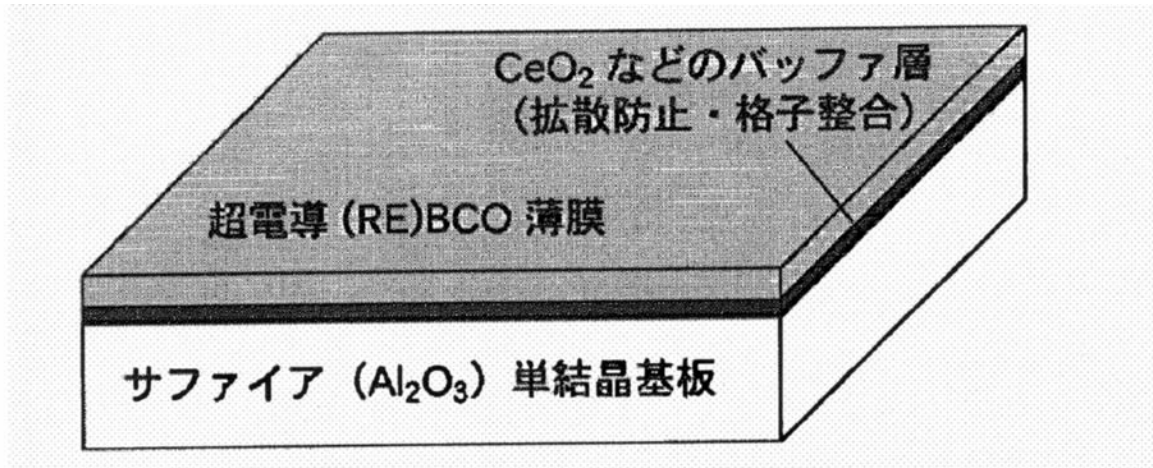 CeO₂ などのバッファ層
（拡散防止・格子整合）
超電導 (RE)BCO 薄膜
サファイア（Al₂O₃）単結晶基板